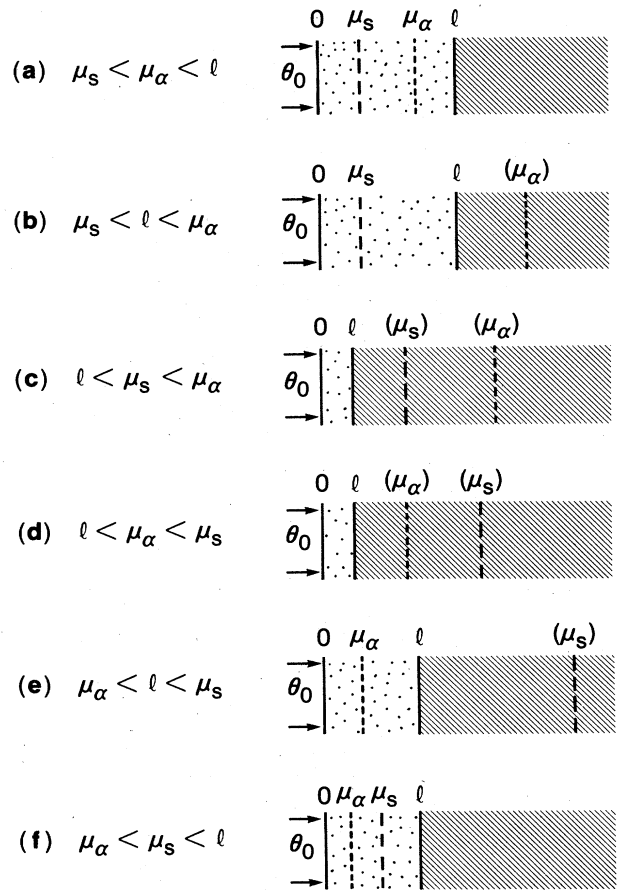 0 μs μα ℓ
(a) μs < μα < ℓ θ0
0 μs ℓ (μα)
(b) μs < ℓ < μα θ0
0 ℓ (μs) (μα)
(c) ℓ < μs < μα θ0
0 ℓ (μα) (μs)
(d) ℓ < μα < μs θ0
0 μα ℓ (μs)
(e) μα < ℓ < μs θ0
0 μα μs ℓ
(f) μα < μs < ℓ θ0